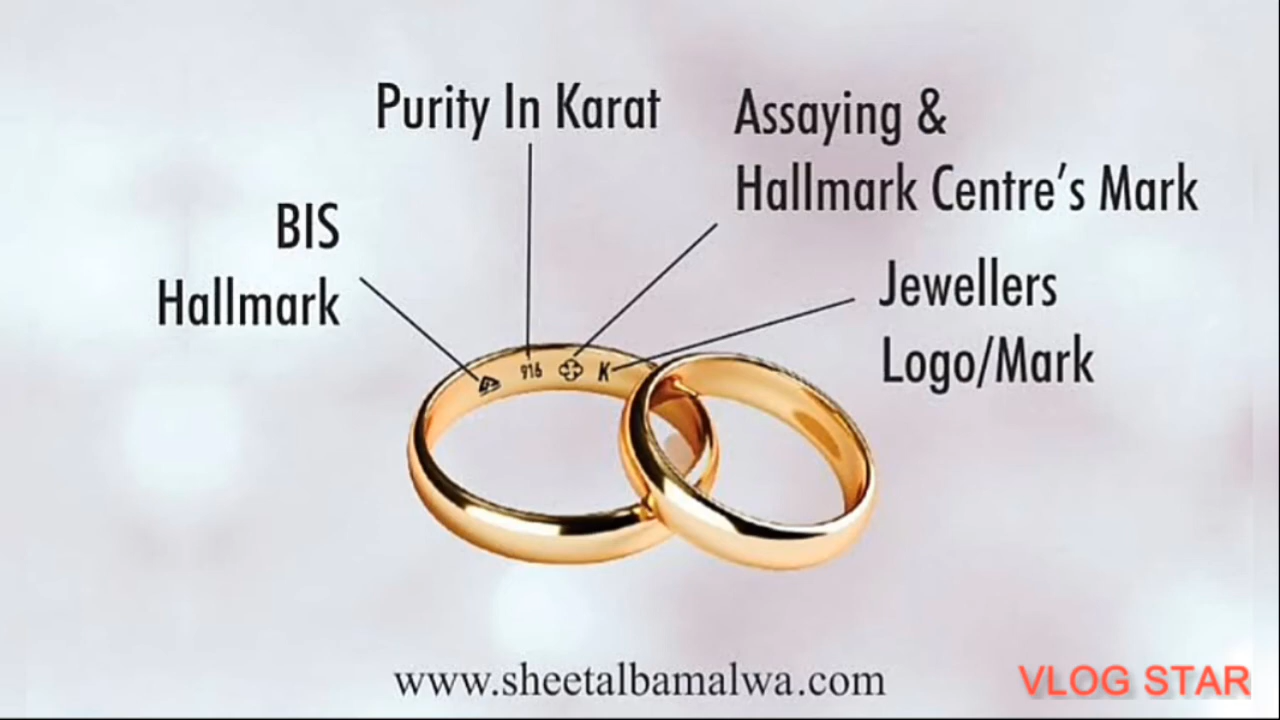 Purity In Karat
Assaying &
Hallmark Centre's Mark
BIS
Hallmark
Jewellers
Logo/Mark
916
K
www.sheetalbamalwa.com
VLOG STAR